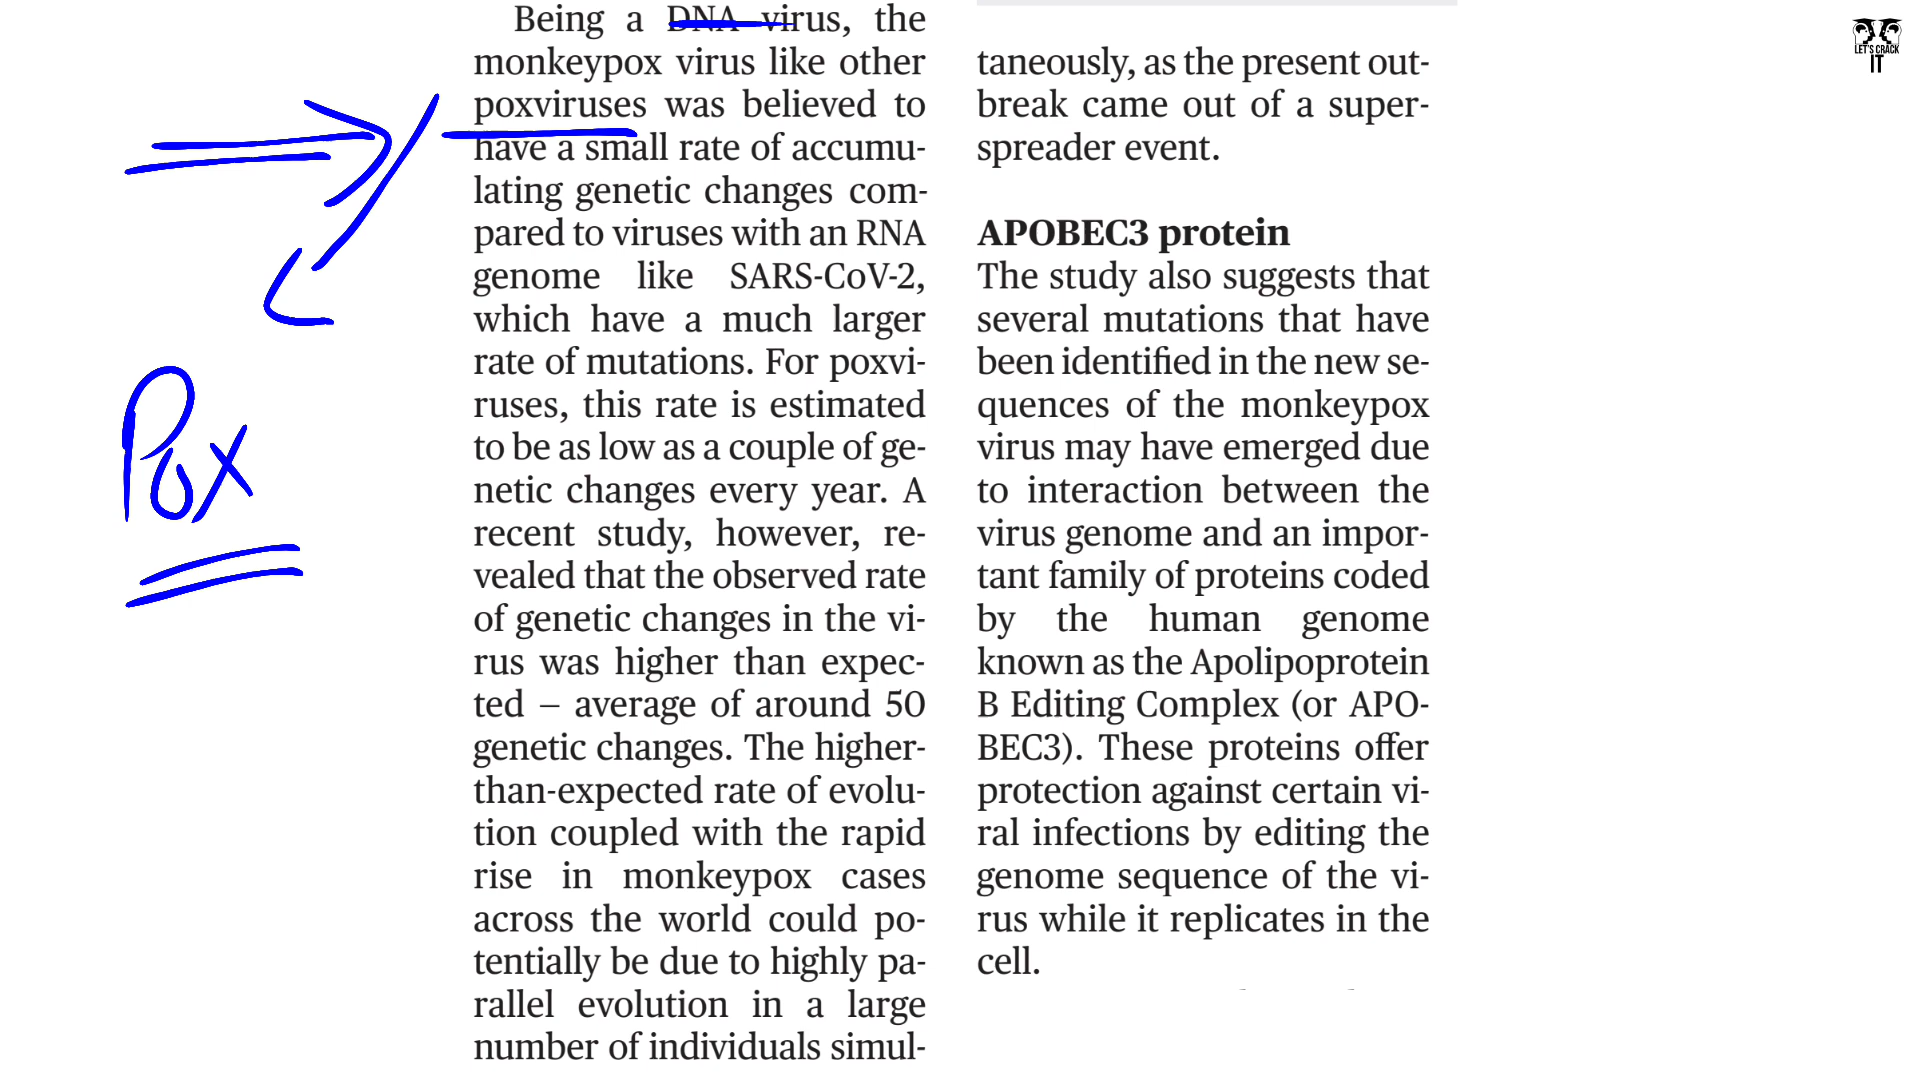 Being a DNA virus, the
monkeypox virus like other
poxviruses was believed to
have a small rate of accumu-
lating genetic changes com-
pared to viruses with an RNA
genome like SARS-CoV-2,
which have a much larger
rate of mutations. For poxvi-
ruses, this rate is estimated
to be as low as a couple of ge-
netic changes every year. A
recent study, however, re-
vealed that the observed rate
of genetic changes in the vi-
rus was higher than expec-
ted – average of around 50
genetic changes. The higher-
than-expected rate of evolu-
tion coupled with the rapid
rise in monkeypox cases
across the world could po-
tentially be due to highly pa-
rallel evolution in a large
number of individuals simul-
taneously, as the present out-
break came out of a super-
spreader event.
APOBEC3 protein
The study also suggests that
several mutations that have
been identified in the new se-
quences of the monkeypox
virus may have emerged due
to interaction between the
virus genome and an impor-
tant family of proteins coded
by the human genome
known as the Apolipoprotein
B Editing Complex (or APO-
BEC3). These proteins offer
protection against certain vi-
ral infections by editing the
genome sequence of the vi-
rus while it replicates in the
cell.
Pox
LET'S CRACK
IT